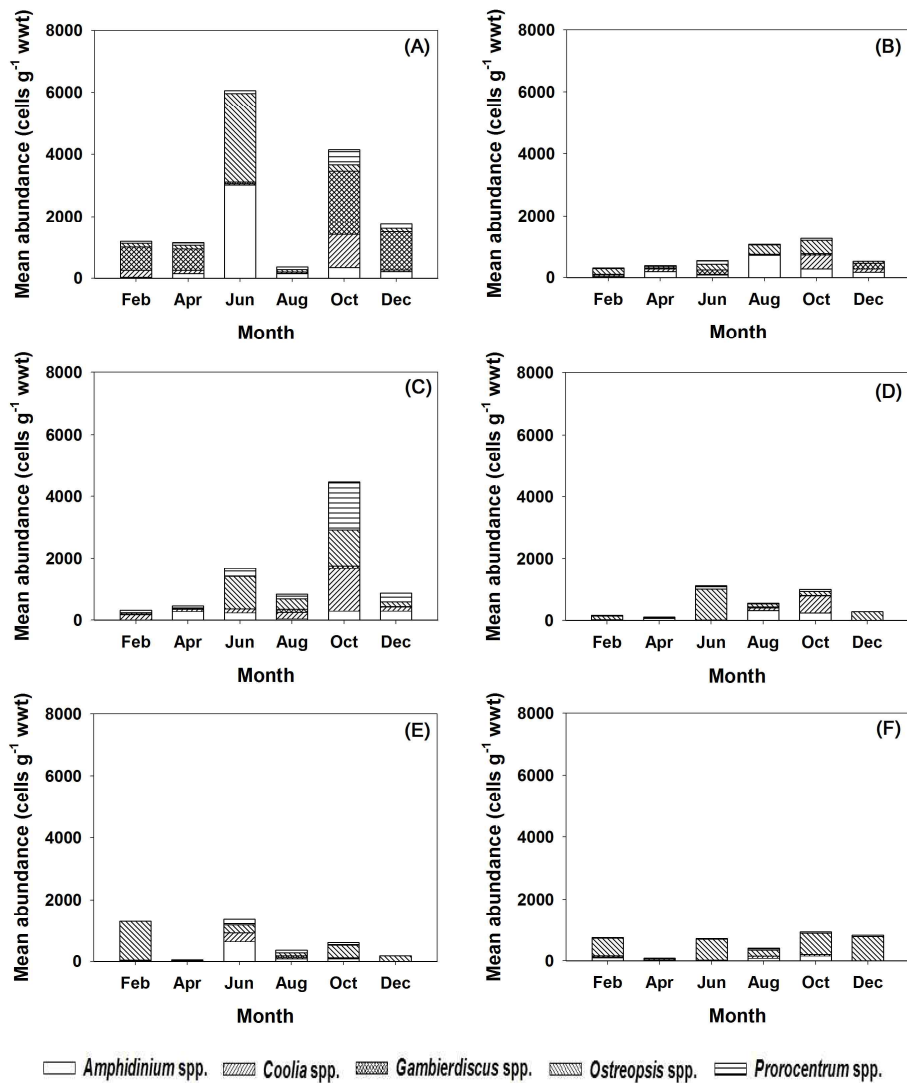 (A)
Mean abundance (cells g⁻¹ wwt)
8000
6000
4000
2000
0
Feb Apr Jun Aug Oct Dec
Month
(B)
Mean abundance (cells g⁻¹ wwt)
8000
6000
4000
2000
0
Feb Apr Jun Aug Oct Dec
Month
(C)
Mean abundance (cells g⁻¹ wwt)
8000
6000
4000
2000
0
Feb Apr Jun Aug Oct Dec
Month
(D)
Mean abundance (cells g⁻¹ wwt)
8000
6000
4000
2000
0
Feb Apr Jun Aug Oct Dec
Month
(E)
Mean abundance (cells g⁻¹ wwt)
8000
6000
4000
2000
0
Feb Apr Jun Aug Oct Dec
Month
(F)
Mean abundance (cells g⁻¹ wwt)
8000
6000
4000
2000
0
Feb Apr Jun Aug Oct Dec
Month
Amphidinium spp. Coolia spp. Gambierdiscus spp. Ostreopsis spp. Prorocentrum spp.